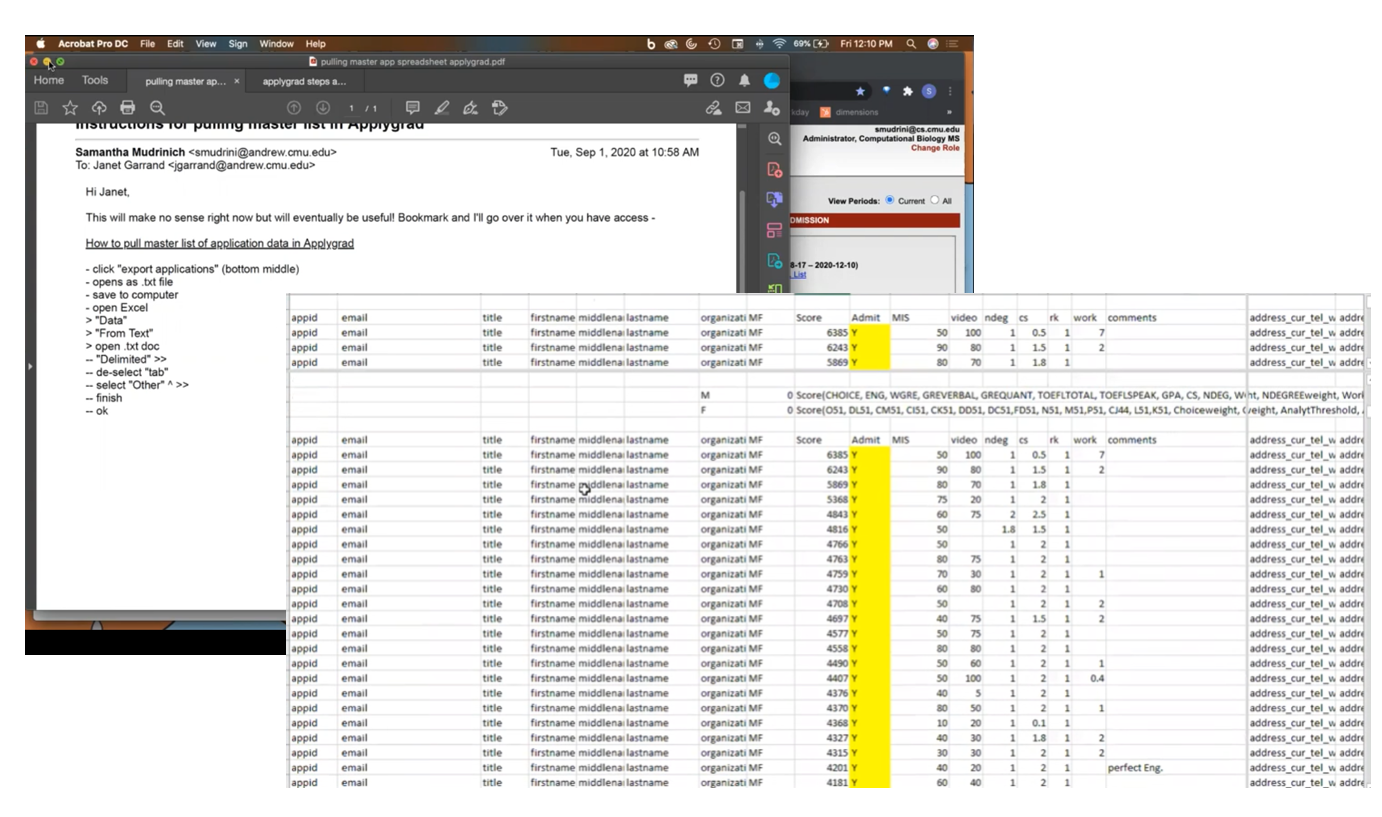 Acrobat Pro DC File Edit View Sign Window Help 69% Fri 12:10 PM
pulling master app spreadsheet applygrad.pdf
Home Tools pulling master ap... × applygrad steps a...
1 / 1
kday dimensions
Instructions for pulling master list in Applygrad
Samantha Mudrinich <smudrini@andrew.cmu.edu> Tue, Sep 1, 2020 at 10:58 AM
To: Janet Garrand <jgarrand@andrew.cmu.edu>
Hi Janet,
This will make no sense right now but will eventually be useful! Bookmark and I'll go over it when you have access -
How to pull master list of application data in Applygrad
- click "export applications" (bottom middle)
- opens as .txt file
- save to computer
- open Excel
> "Data"
> "From Text"
> open .txt doc
-- "Delimited" >>
-- de-select "tab"
-- select "Other" ^ >>
-- finish
-- ok
smudrini@cs.cmu.edu
Administrator, Computational Biology MS
Change Role
View Periods: Current All
DMISSION
8-17 – 2020-12-10)
List
appid email title firstname middlena lastname organizati MF Score Admit MIS video ndeg cs rk work comments address_cur_tel_w addre
appid email title firstname middlena lastname organizati MF 6385 Y 50 100 1 0.5 1 7 address_cur_tel_w addre
appid email title firstname middlena lastname organizati MF 6243 Y 90 80 1 1.5 1 2 address_cur_tel_w addre
appid email title firstname middlena lastname organizati MF 5869 Y 80 70 1 1.8 1 address_cur_tel_w addre
M 0 Score(CHOICE, ENG, WGRE, GREVERBAL, GREQUANT, TOEFLTOTAL, TOEFLSPEAK, GPA, CS, NDEG, W ht, NDEGREEweight, Wor
F 0 Score(O51, DL51, CM51, CI51, CK51, DD51, DC51,FD51, N51, M51,P51, CJ44, L51,K51, Choiceweight, eight, AnalytThreshold,
appid email title firstname middlena lastname organizati MF Score Admit MIS video ndeg cs rk work comments address_cur_tel_w addre
appid email title firstname middlena lastname organizati MF 6385 Y 50 100 1 0.5 1 7 address_cur_tel_w addre
appid email title firstname middlena lastname organizati MF 6243 Y 90 80 1 1.5 1 2 address_cur_tel_w addre
appid email title firstname middlena lastname organizati MF 5869 Y 80 70 1 1.8 1 address_cur_tel_w addre
appid email title firstname middlena lastname organizati MF 5368 Y 75 20 1 2 1 address_cur_tel_w addre
appid email title firstname middlena lastname organizati MF 4843 Y 60 75 2 2.5 1 address_cur_tel_w addre
appid email title firstname middlena lastname organizati MF 4816 Y 50 1.8 1.5 1 address_cur_tel_w addre
appid email title firstname middlena lastname organizati MF 4766 Y 50 1 2 1 address_cur_tel_w addre
appid email title firstname middlena lastname organizati MF 4763 Y 80 75 1 2 1 address_cur_tel_w addre
appid email title firstname middlena lastname organizati MF 4759 Y 70 30 1 2 1 1 address_cur_tel_w addre
appid email title firstname middlena lastname organizati MF 4730 Y 60 80 1 2 1 address_cur_tel_w addre
appid email title firstname middlena lastname organizati MF 4708 Y 50 1 2 1 2 address_cur_tel_w addre
appid email title firstname middlena lastname organizati MF 4697 Y 40 75 1 1.5 1 2 address_cur_tel_w addre
appid email title firstname middlena lastname organizati MF 4577 Y 50 75 1 2 1 address_cur_tel_w addre
appid email title firstname middlena lastname organizati MF 4558 Y 80 80 1 2 1 address_cur_tel_w addre
appid email title firstname middlena lastname organizati MF 4490 Y 50 60 1 2 1 1 address_cur_tel_w addre
appid email title firstname middlena lastname organizati MF 4407 Y 50 100 1 2 1 0.4 address_cur_tel_w addre
appid email title firstname middlena lastname organizati MF 4376 Y 40 5 1 2 1 address_cur_tel_w addre
appid email title firstname middlena lastname organizati MF 4370 Y 80 50 1 2 1 1 address_cur_tel_w addre
appid email title firstname middlena lastname organizati MF 4368 Y 10 20 1 0.1 1 address_cur_tel_w addre
appid email title firstname middlena lastname organizati MF 4327 Y 40 30 1 1.8 1 2 address_cur_tel_w addre
appid email title firstname middlena lastname organizati MF 4315 Y 30 30 1 2 1 2 address_cur_tel_w addre
appid email title firstname middlena lastname organizati MF 4201 Y 40 20 1 2 1 perfect Eng. address_cur_tel_w addre
appid email title firstname middlena lastname organizati MF 4181 Y 60 40 1 2 1 address_cur_tel_w addre